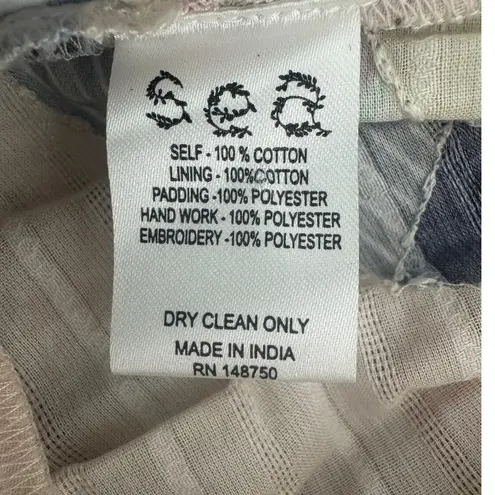 sea
SELF - 100 % COTTON
LINING - 100%COTTON
PADDING -100% POLYESTER
HAND WORK - 100% POLYESTER
EMBROIDERY -100% POLYESTER
DRY CLEAN ONLY
MADE IN INDIA
RN 148750